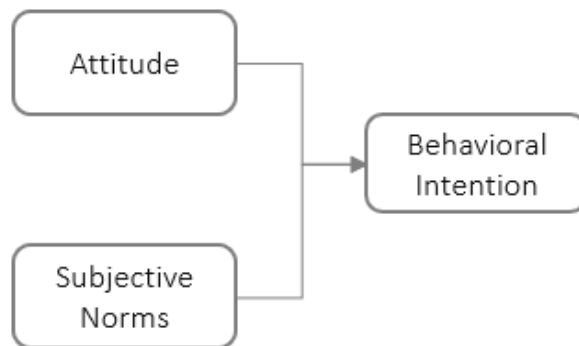 Attitude
Behavioral
Intention
Subjective
Norms